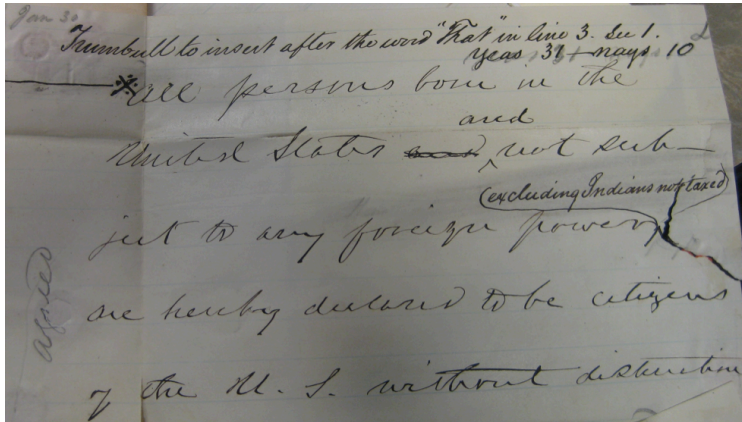 Jan 30
Trumbull to insert after the word "That" in line 3. Sec 1.
yeas 31 nays 10
※ all persons born in the
and
United States and not sub-
(excluding Indians not taxed)
ject to any foreign power,
are hereby declared to be citizens
of the U. S. without distinction
agreed